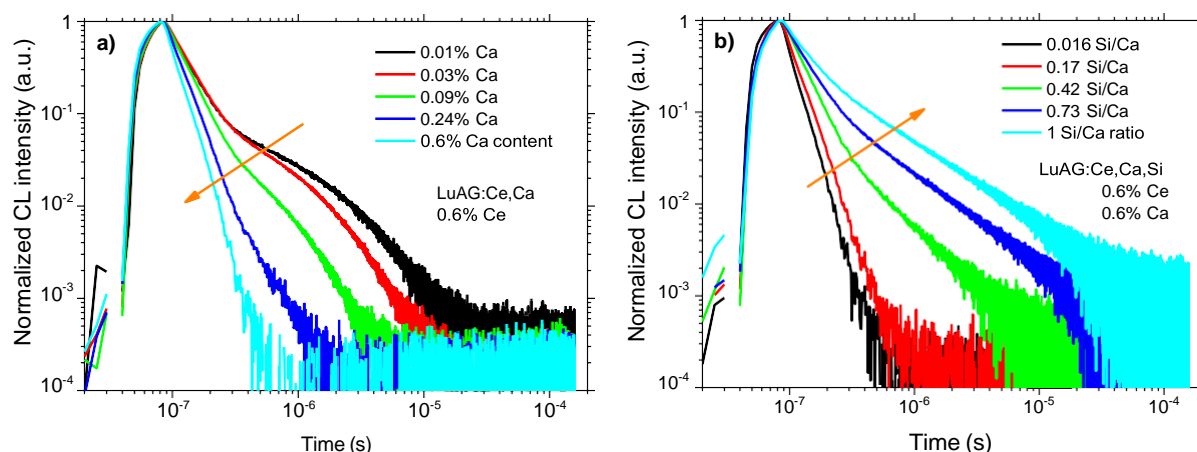 a)
1
10⁻¹
10⁻²
10⁻³
10⁻⁴
Normalized CL intensity (a.u.)
0.01% Ca
0.03% Ca
0.09% Ca
0.24% Ca
0.6% Ca content
LuAG:Ce,Ca
0.6% Ce
10⁻⁷
10⁻⁶
10⁻⁵
10⁻⁴
Time (s)
b)
1
10⁻¹
10⁻²
10⁻³
10⁻⁴
Normalized CL intensity (a.u.)
0.016 Si/Ca
0.17 Si/Ca
0.42 Si/Ca
0.73 Si/Ca
1 Si/Ca ratio
LuAG:Ce,Ca,Si
0.6% Ce
0.6% Ca
10⁻⁷
10⁻⁶
10⁻⁵
10⁻⁴
Time (s)